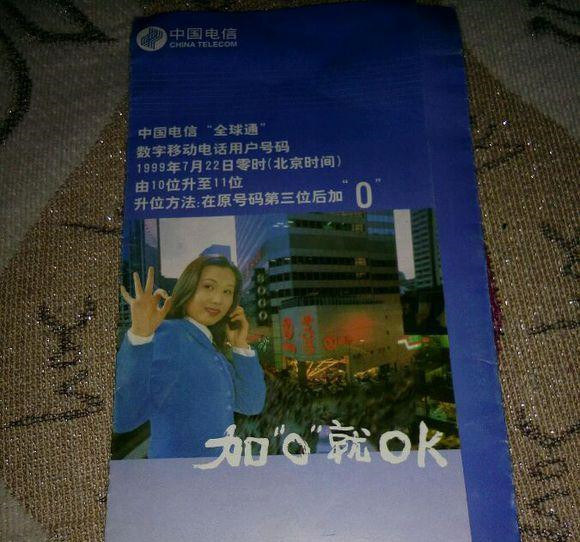 中国电信
CHINA TELECOM
中国电信“全球通”
数字移动电话用户号码
1999年7月22日零时(北京时间)
由10位升至11位
升位方法:在原号码第三位后加“0”
加“0”就OK